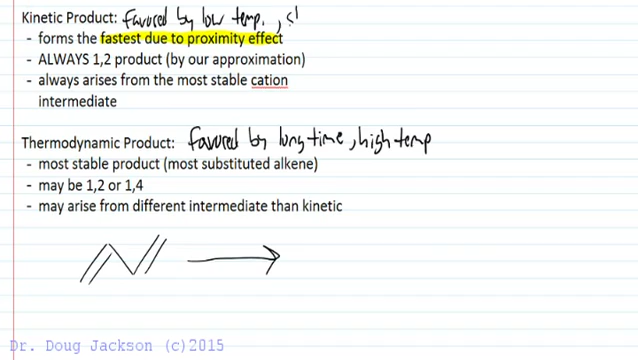 Kinetic Product: favored by low temp.,
- forms the fastest due to proximity effect
- ALWAYS 1,2 product (by our approximation)
- always arises from the most stable cation
intermediate
Thermodynamic Product: favored by long time, high temp
- most stable product (most substituted alkene)
- may be 1,2 or 1,4
- may arise from different intermediate than kinetic
Dr. Doug Jackson (c)2015